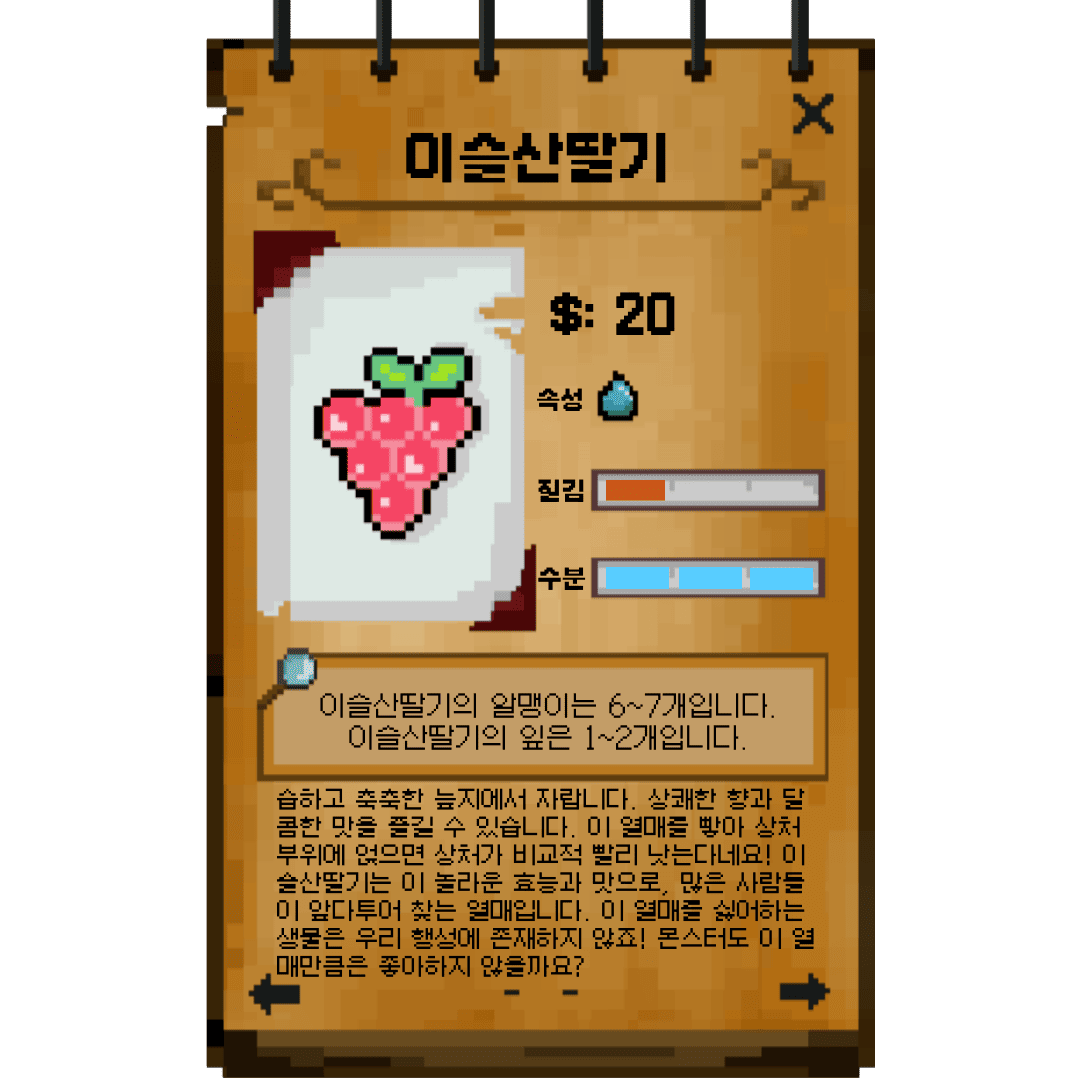 이슬산딸기
$: 20
속성
질김
수분
이슬산딸기의 알맹이는 6~7개입니다.
이슬산딸기의 잎은 1~2개입니다.
습하고 축축한 늪지에서 자랍니다. 상쾌한 향과 달
콤한 맛을 즐길 수 있습니다. 이 열매를 빻아 상처
부위에 얹으면 상처가 비교적 빨리 낫는다네요! 이
슬산딸기는 이 놀라운 효능과 맛으로, 많은 사람들
이 앞다투어 찾는 열매입니다. 이 열매를 싫어하는
생물은 우리 행성에 존재하지 않죠! 몬스터도 이 열
매만큼은 좋아하지 않을까요?